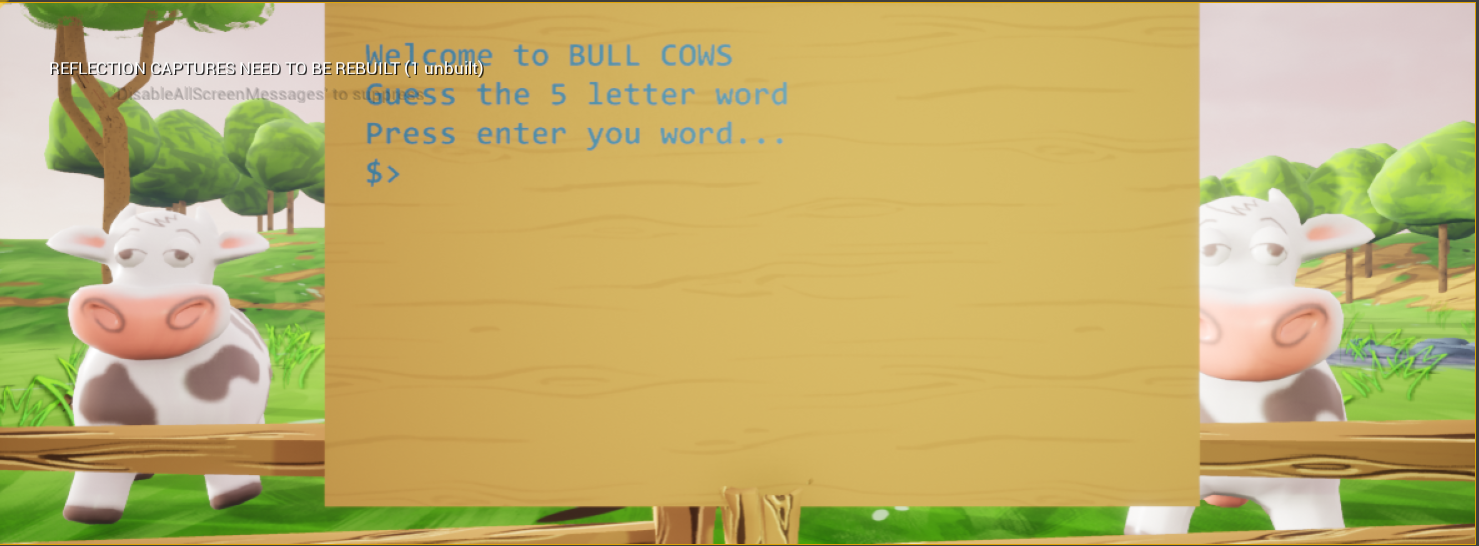 Welcome to BULL COWS
REFLECTION CAPTURES NEED TO BE REBUILT (1 unbuilt)
Guess the 5 letter word
'DisableAllScreenMessages' to suppress
Press enter you word...
$>